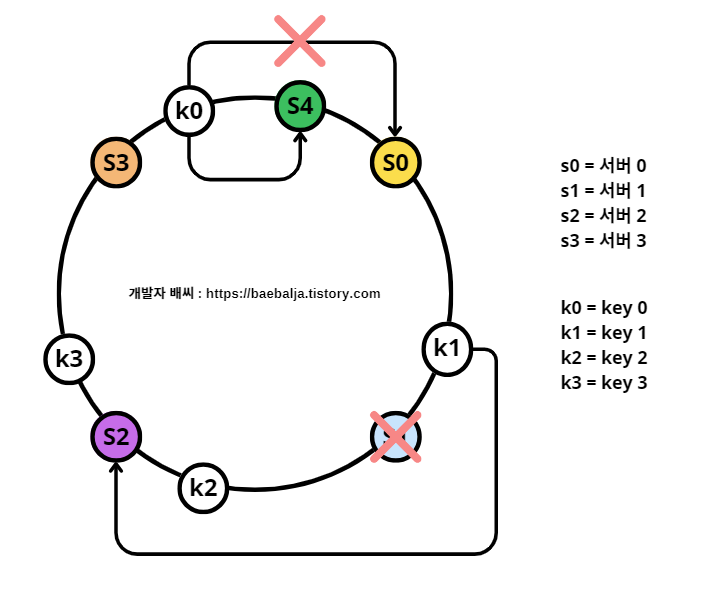 k0
S4
S3
S0
s0 = 서버 0
s1 = 서버 1
s2 = 서버 2
s3 = 서버 3
개발자 배씨 : https://baebalja.tistory.com
k0 = key 0
k1 = key 1
k2 = key 2
k3 = key 3
k1
k3
S2
k2